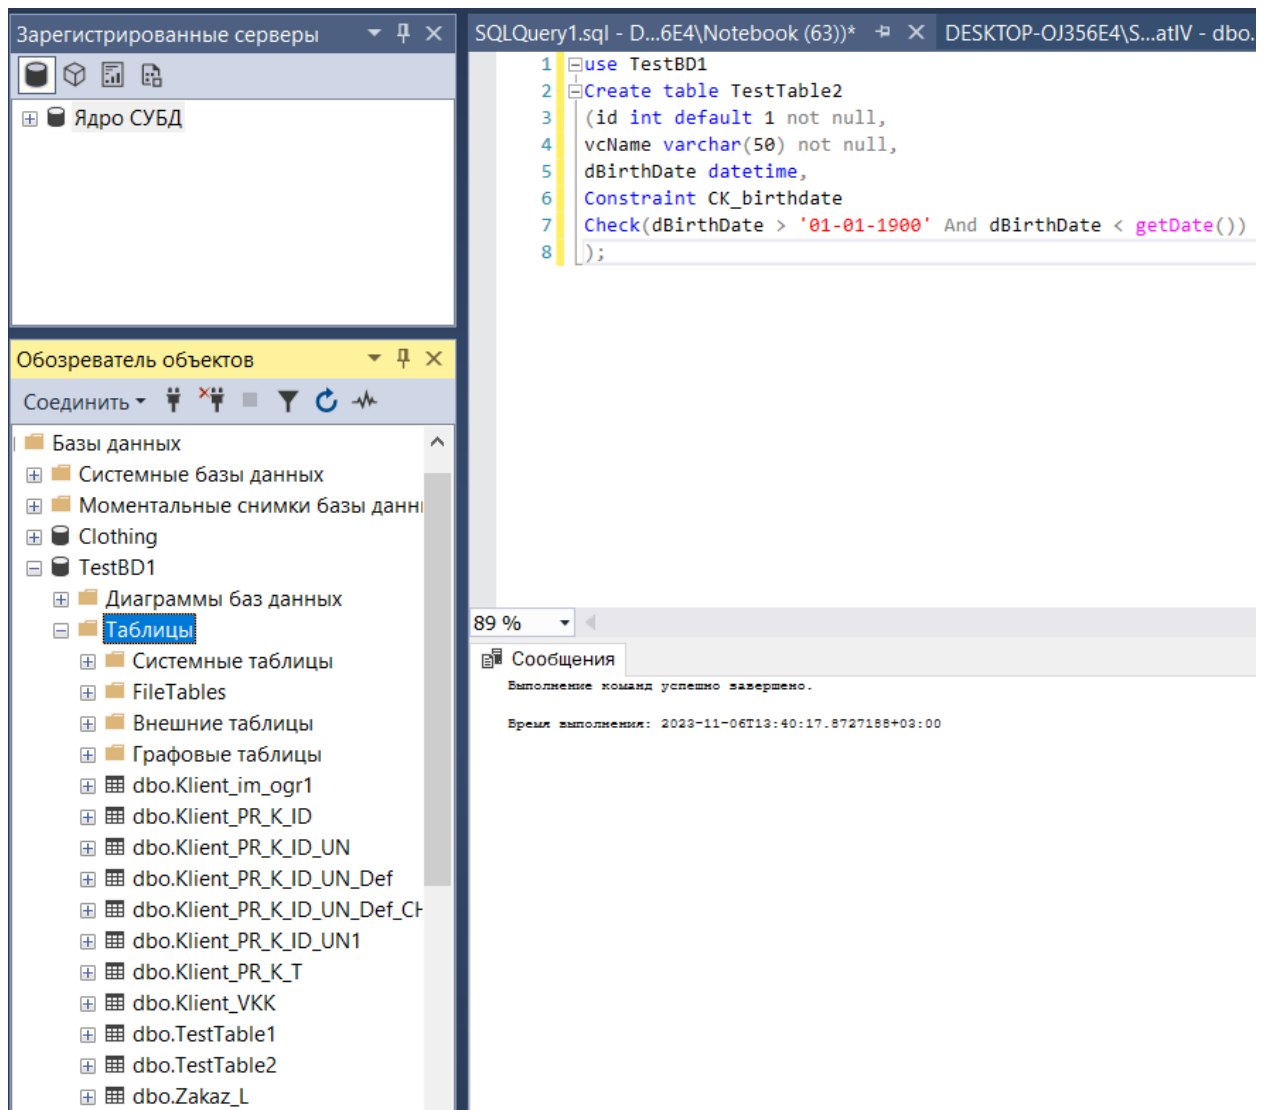 Зарегистрированные серверы
Ядро СУБД
Обозреватель объектов
Соединить
Базы данных
Системные базы данных
Моментальные снимки базы данн
Clothing
TestBD1
Диаграммы баз данных
Таблицы
Системные таблицы
FileTables
Внешние таблицы
Графовые таблицы
dbo.Klient_im_ogr1
dbo.Klient_PR_K_ID
dbo.Klient_PR_K_ID_UN
dbo.Klient_PR_K_ID_UN_Def
dbo.Klient_PR_K_ID_UN_Def_CH
dbo.Klient_PR_K_ID_UN1
dbo.Klient_PR_K_T
dbo.Klient_VKK
dbo.TestTable1
dbo.TestTable2
dbo.Zakaz_L
SQLQuery1.sql - D...6E4\Notebook (63))* DESKTOP-OJ356E4\S...atIV - dbo.
1 use TestBD1
2 Create table TestTable2
3 (id int default 1 not null,
4 vcName varchar(50) not null,
5 dBirthDate datetime,
6 Constraint CK_birthdate
7 Check(dBirthDate > '01-01-1900' And dBirthDate < getDate())
8 );
89 %
Сообщения
Выполнение команд успешно завершено.
Время выполнения: 2023-11-06T13:40:17.8727188+03:00